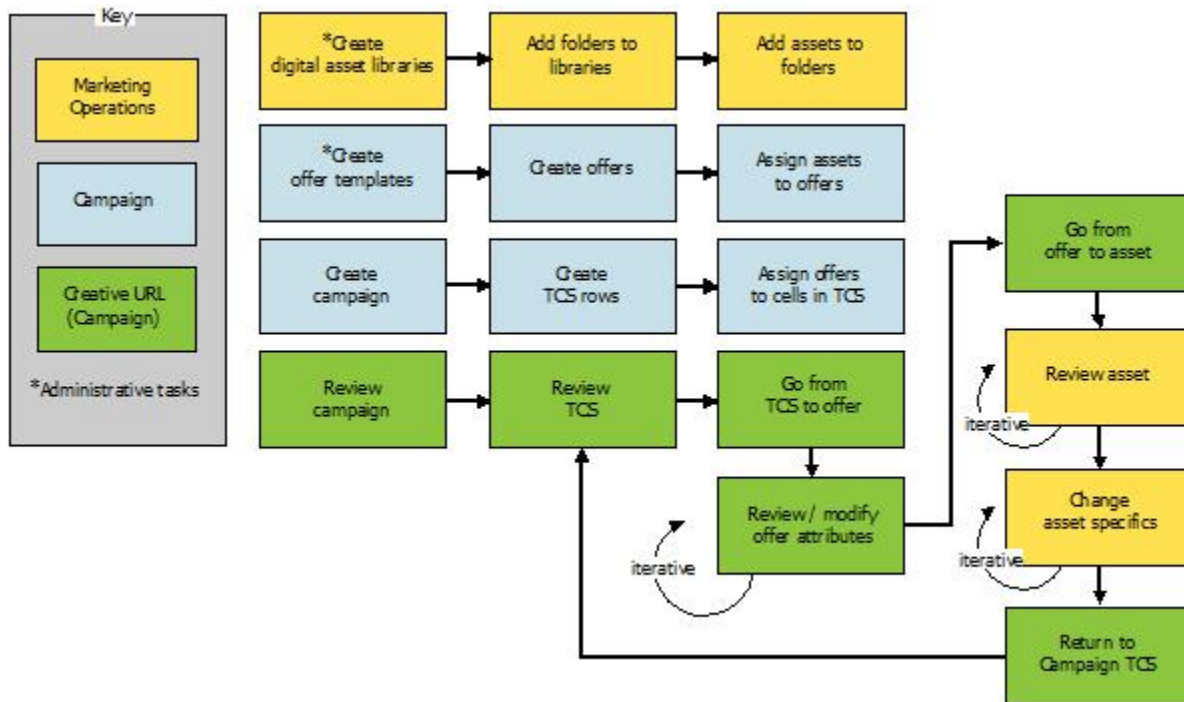 Key
Marketing
Operations
Campaign
Creative URL
(Campaign)
*Administrative tasks
*Create
digital asset libraries
Add folders to
libraries
Add assets to
folders
*Create
offer templates
Create offers
Assign assets
to offers
Create
campaign
Create
TCS rows
Assign offers
to cells in TCS
Review
campaign
Review
TCS
Go from
TCS to offer
Review / modify
offer attributes
iterative
Go from
offer to asset
Review asset
iterative
Change
asset specifics
iterative
Return to
Campaign TCS